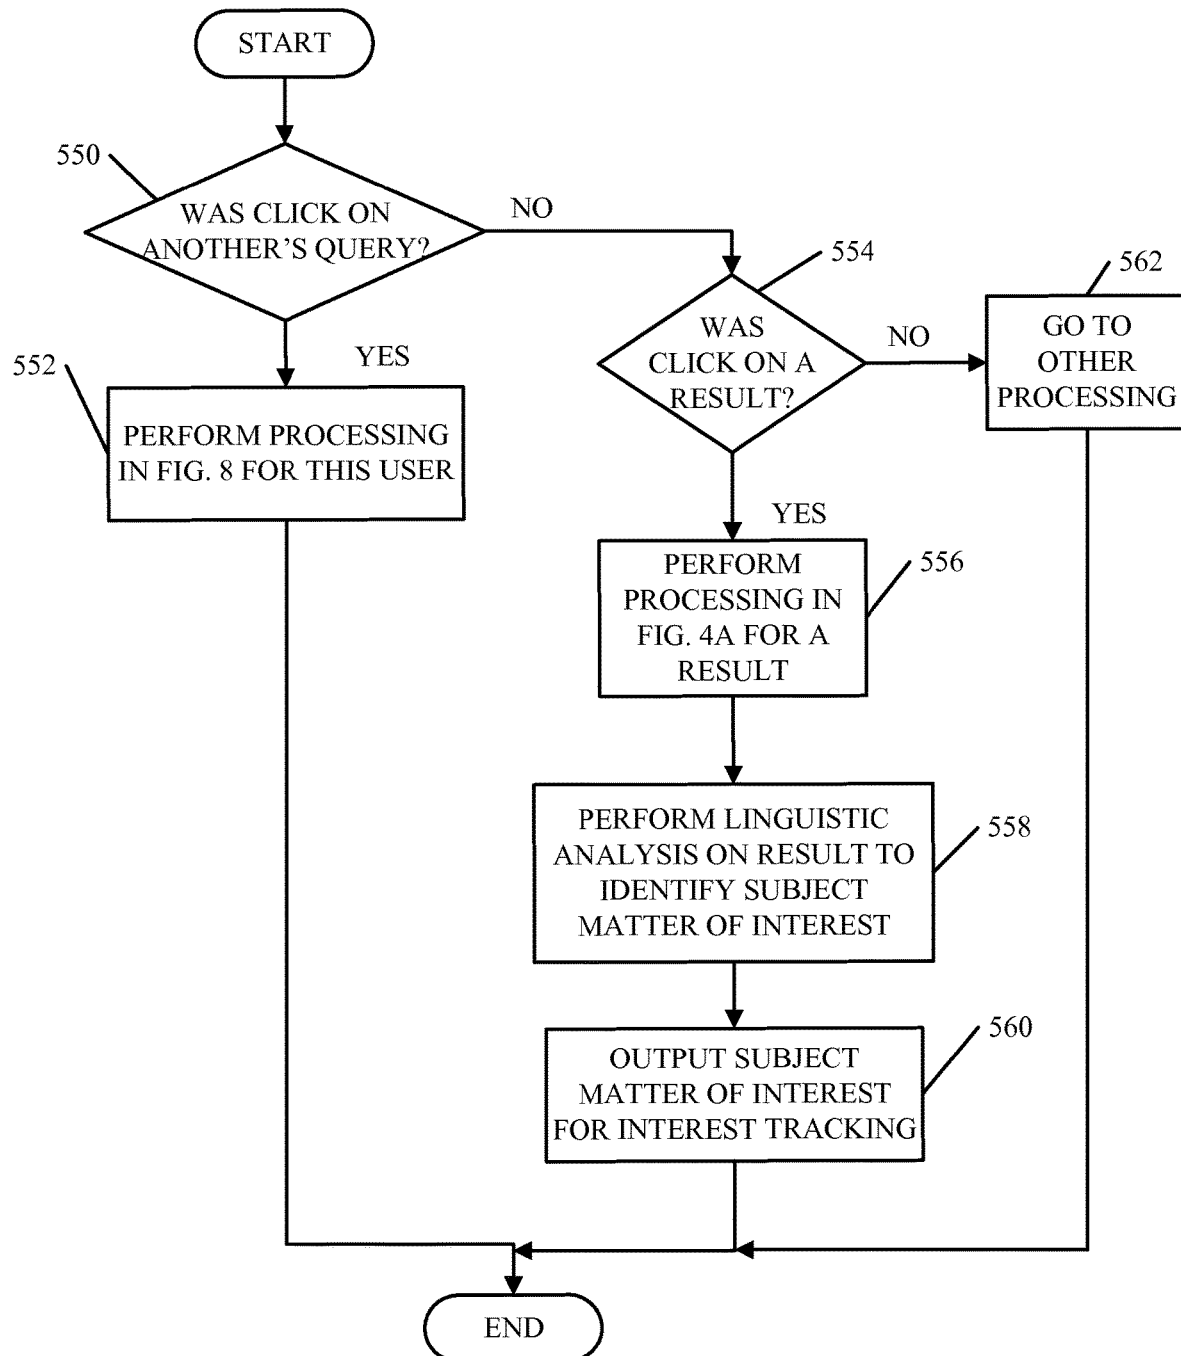 START
550
WAS CLICK ON
ANOTHER'S QUERY?
NO
554
562
WAS
CLICK ON A
RESULT?
NO
GO TO
OTHER
PROCESSING
YES
552
PERFORM PROCESSING
IN FIG. 8 FOR THIS USER
YES
556
PERFORM
PROCESSING IN
FIG. 4A FOR A
RESULT
558
PERFORM LINGUISTIC
ANALYSIS ON RESULT TO
IDENTIFY SUBJECT
MATTER OF INTEREST
560
OUTPUT SUBJECT
MATTER OF INTEREST
FOR INTEREST TRACKING
END